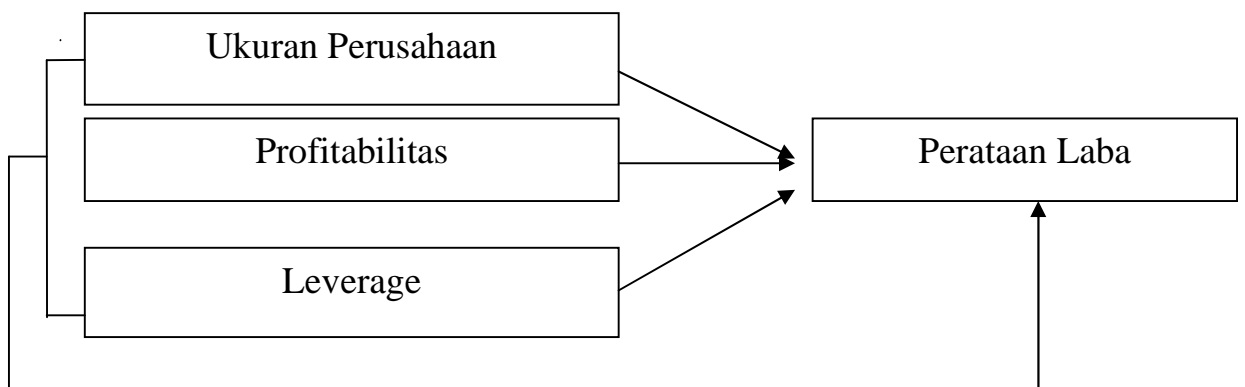 Ukuran Perusahaan
Profitabilitas
Perataan Laba
Leverage